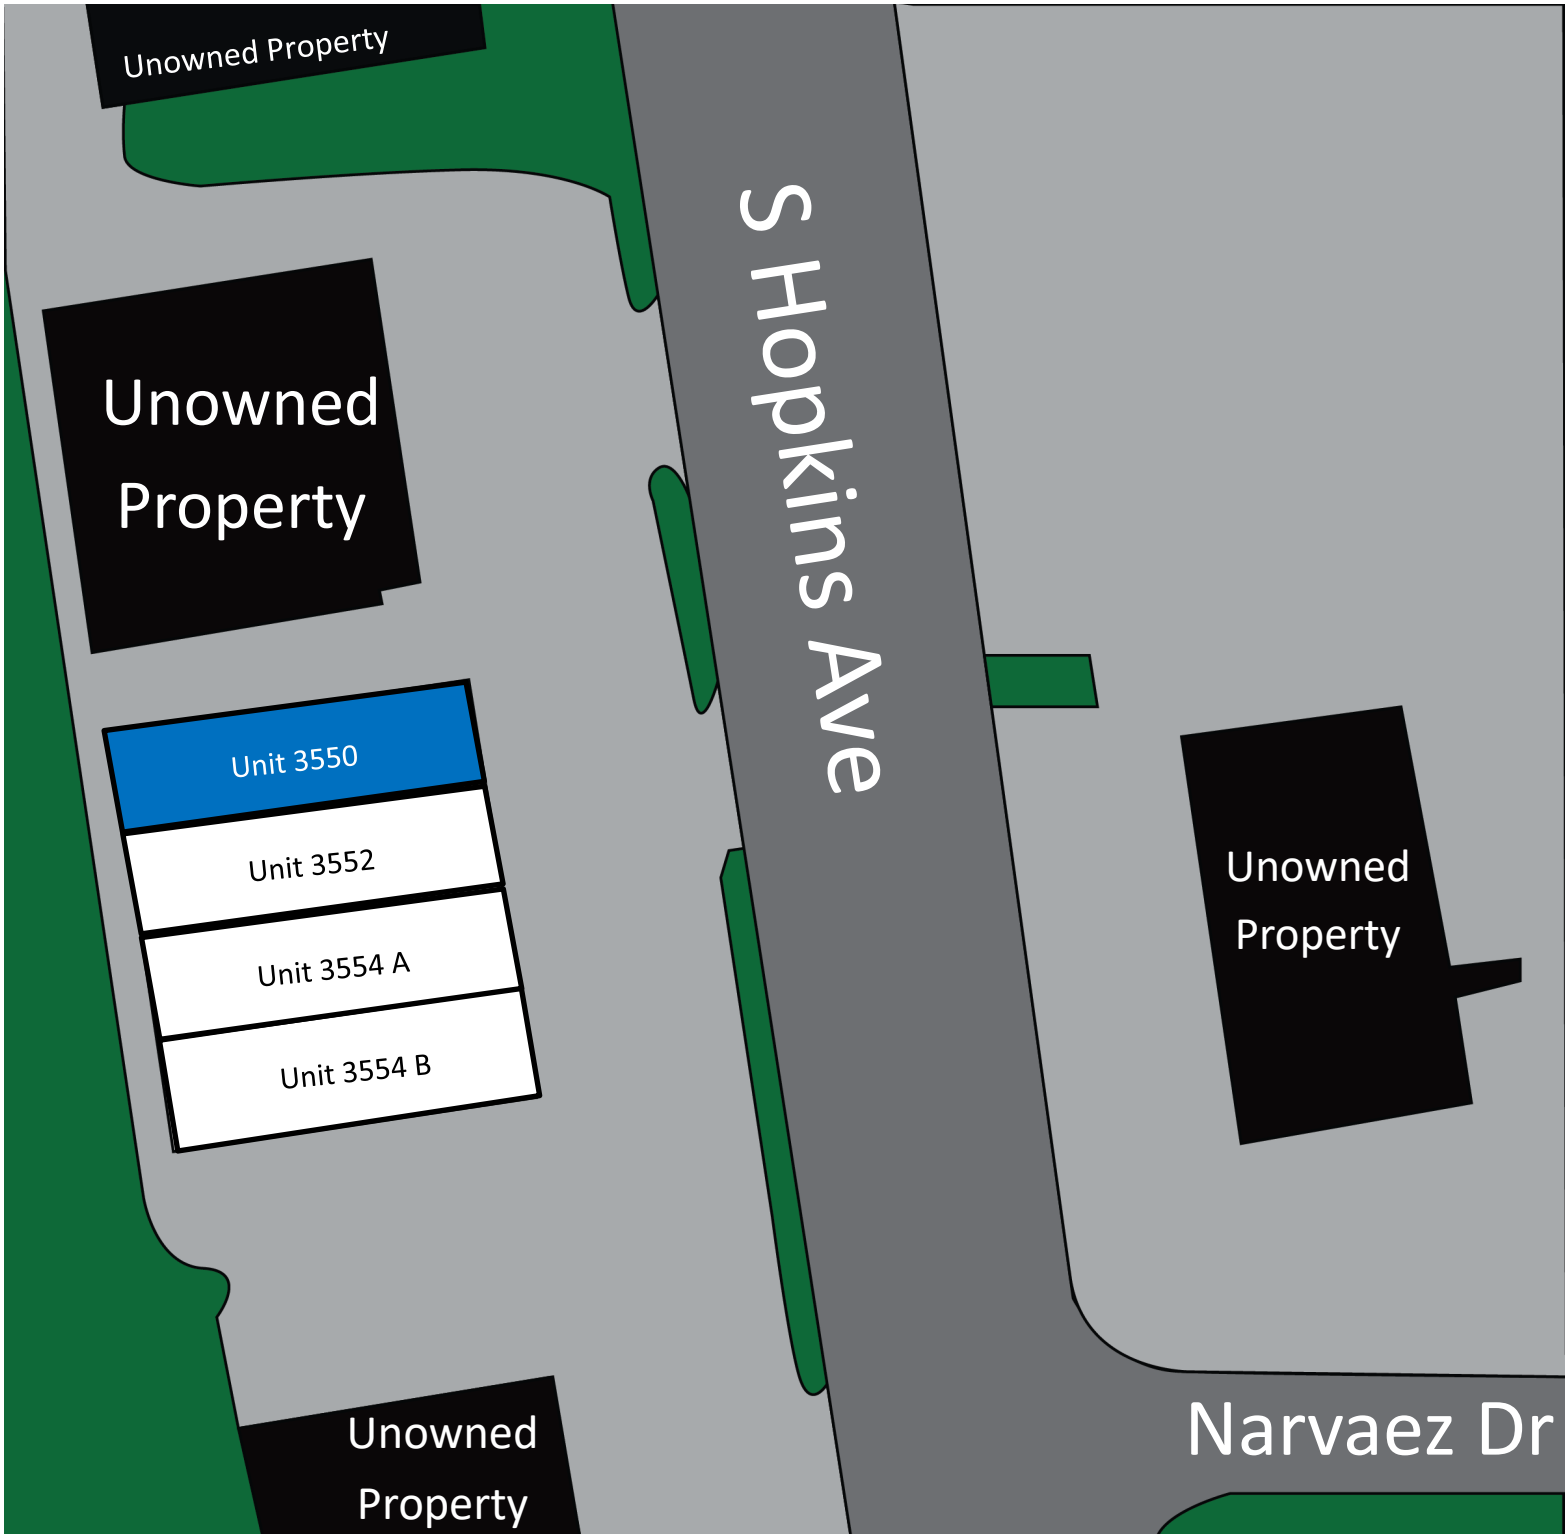 Unowned Property
S Hopkins Ave
Unowned
Property
Unit 3550
Unit 3552
Unit 3554 A
Unit 3554 B
Unowned
Property
Unowned
Property
Narvaez Dr